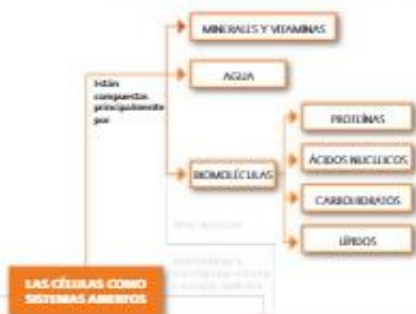 MINERALES Y VITAMINAS
Están
compuestas
principalmente
por
AGUA
BIOMOLÉCULAS
PROTEÍNAS
ÁCIDOS NUCLEICOS
CARBOHIDRATOS
LÍPIDOS
LAS CÉLULAS COMO
SISTEMAS ABIERTOS